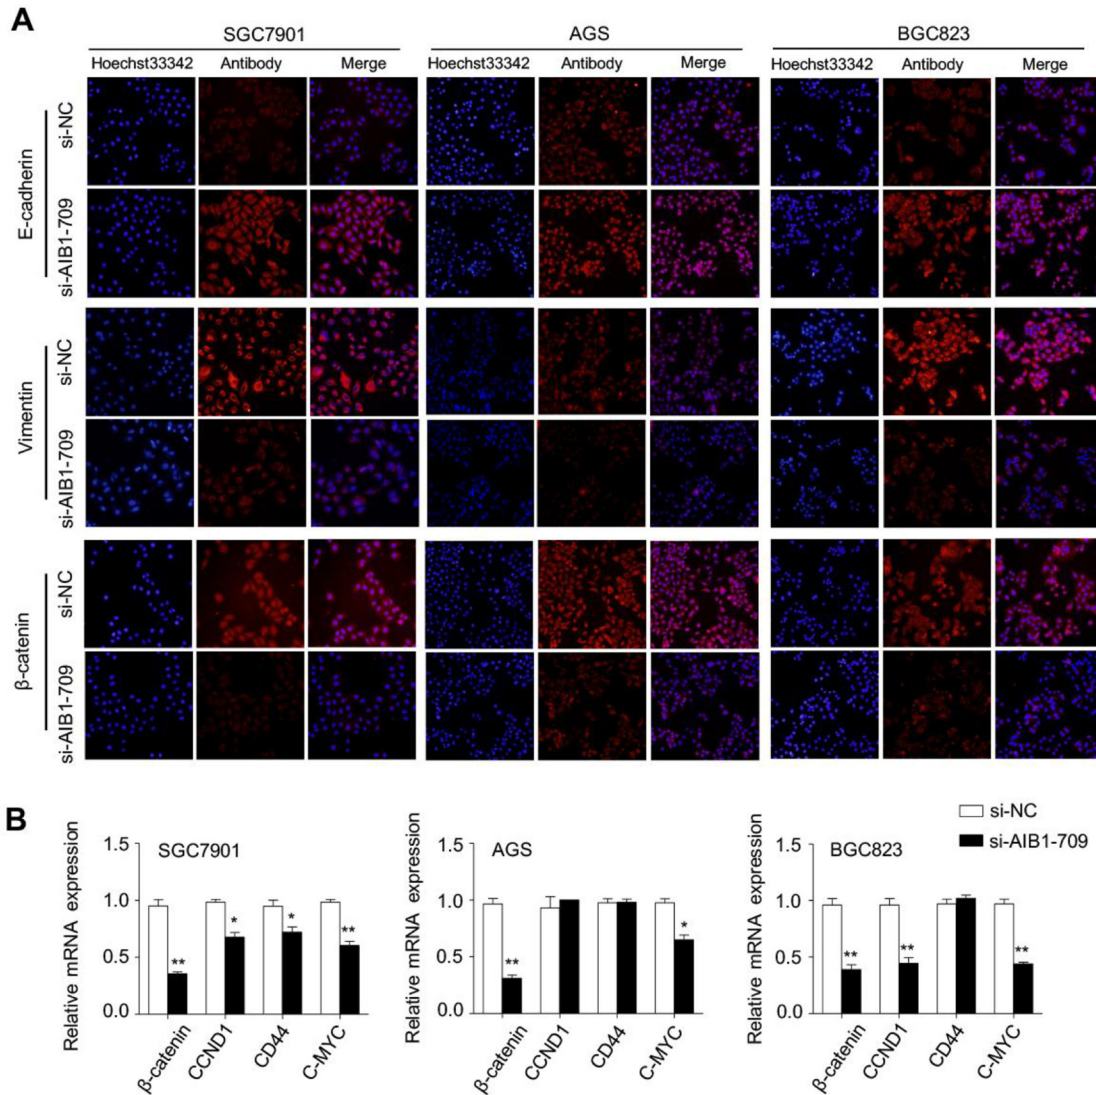 A
SGC7901 AGS BGC823
Hoechst33342 Antibody Merge Hoechst33342 Antibody Merge Hoechst33342 Antibody Merge
E-cadherin
si-NC
si-AIB1-709
Vimentin
si-NC
si-AIB1-709
β-catenin
si-NC
si-AIB1-709
B
si-NC
si-AIB1-709
Relative mRNA expression
SGC7901
1.5
1.0
0.5
0.0
** * * **
β-catenin CCND1 CD44 C-MYC
Relative mRNA expression
AGS
1.5
1.0
0.5
0.0
** *
β-catenin CCND1 CD44 C-MYC
Relative mRNA expression
BGC823
1.5
1.0
0.5
0.0
** ** **
β-catenin CCND1 CD44 C-MYC